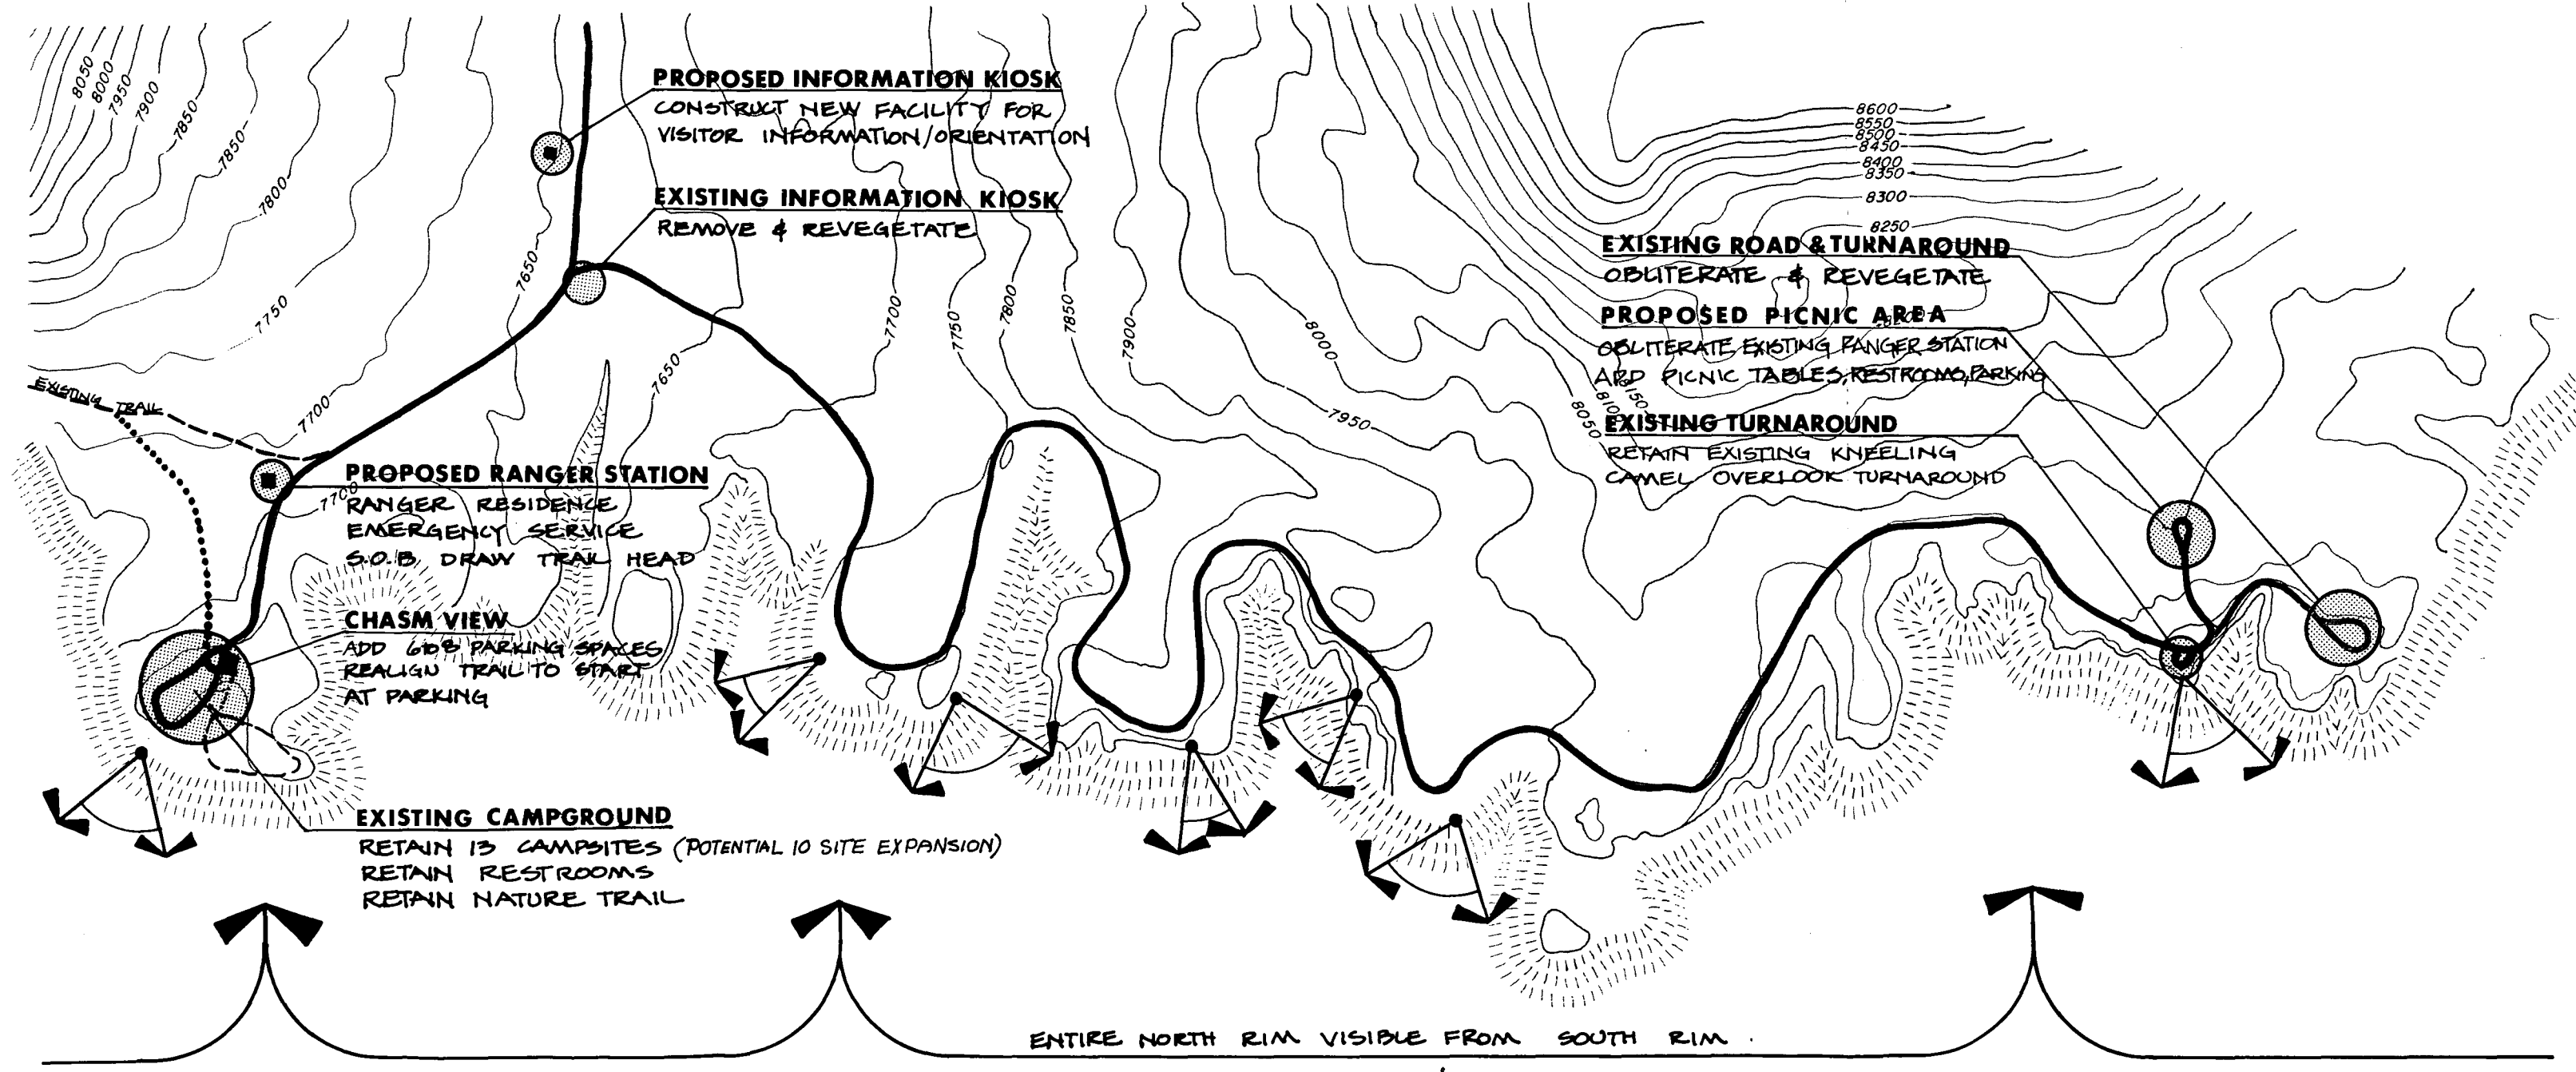 8050
8000
7950
7900
7850
7850
7800
7750
7700
7700
PROPOSED INFORMATION KIOSK
CONSTRUCT NEW FACILITY FOR
VISITOR INFORMATION/ORIENTATION
EXISTING INFORMATION KIOSK
REMOVE & REVEGETATE
7650
7650
7700
7750
7800
7850
7900
8000
7950
8050
8600
8550
8500
8450
8400
8350
8300
8250
EXISTING ROAD & TURNAROUND
OBLITERATE & REVEGETATE
PROPOSED PICNIC AREA
OBLITERATE EXISTING RANGER STATION
ADD PICNIC TABLES, RESTROOMS, PARKING
8150
EXISTING TURNAROUND
RETAIN EXISTING KNEELING
CAMEL OVERLOOK TURNAROUND
EXISTING TRAIL
PROPOSED RANGER STATION
RANGER RESIDENCE
EMERGENCY SERVICE
S.O.B. DRAW TRAIL HEAD
CHASM VIEW
ADD 6 TO 8 PARKING SPACES
REALIGN TRAIL TO START
AT PARKING
EXISTING CAMPGROUND
RETAIN 13 CAMPSITES (POTENTIAL 10 SITE EXPANSION)
RETAIN RESTROOMS
RETAIN NATURE TRAIL
ENTIRE NORTH RIM VISIBLE FROM SOUTH RIM